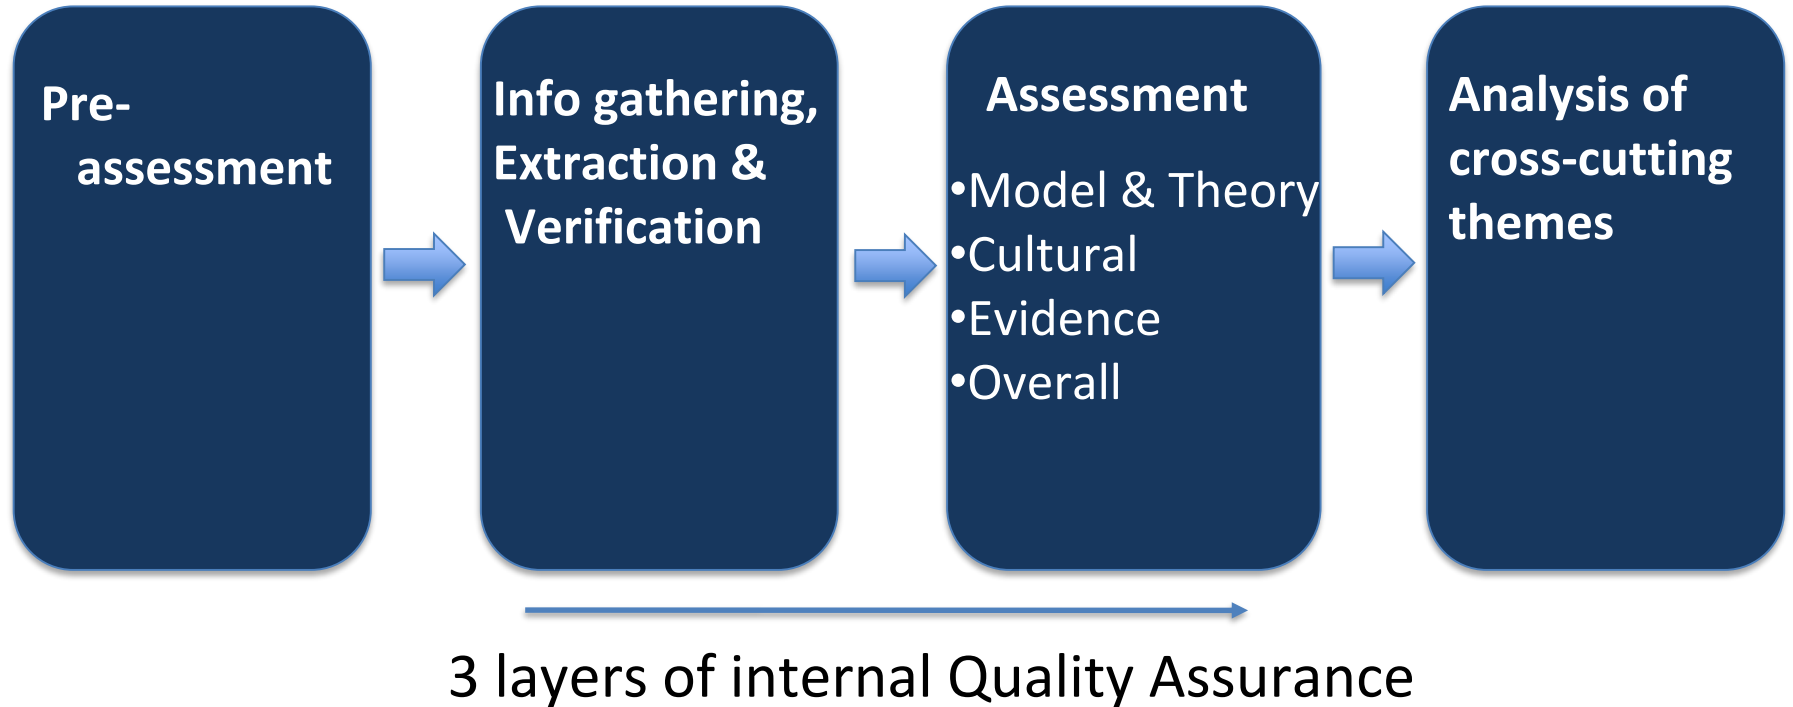 Pre-
assessment
Info gathering,
Extraction &
Verification
Assessment
•Model & Theory
•Cultural
•Evidence
•Overall
Analysis of
cross-cutting
themes
3 layers of internal Quality Assurance